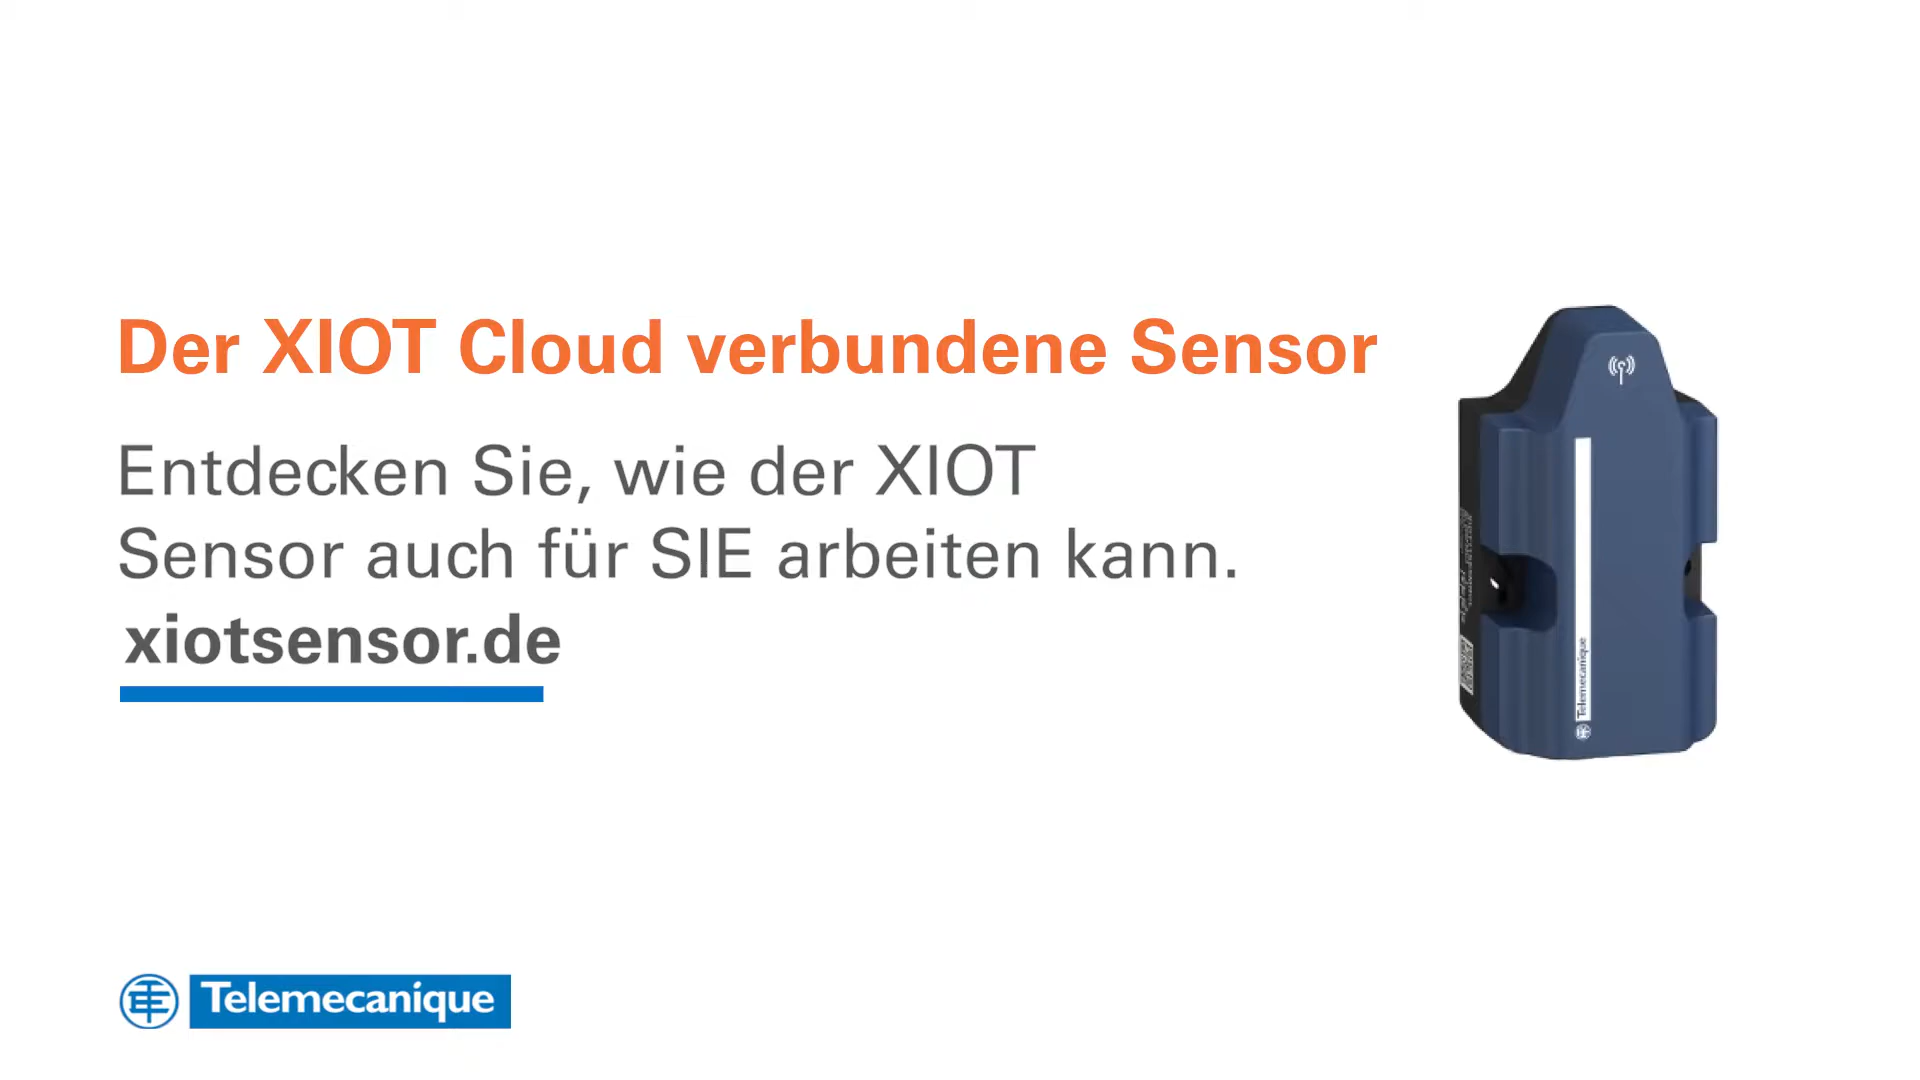 Der XIOT Cloud verbundene Sensor
Entdecken Sie, wie der XIOT
Sensor auch für SIE arbeiten kann.
xiotsensor.de
Telemecanique
Telemecanique